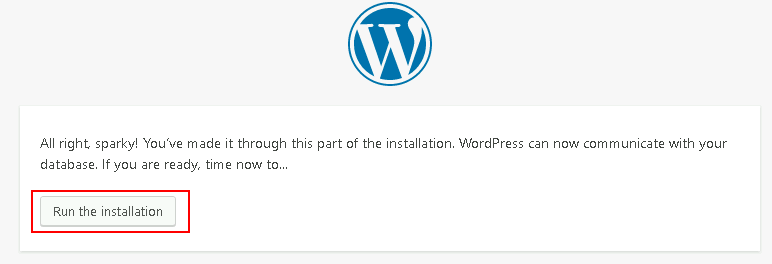 All right, sparky! You’ve made it through this part of the installation. WordPress can now communicate with your
database. If you are ready, time now to…
Run the installation